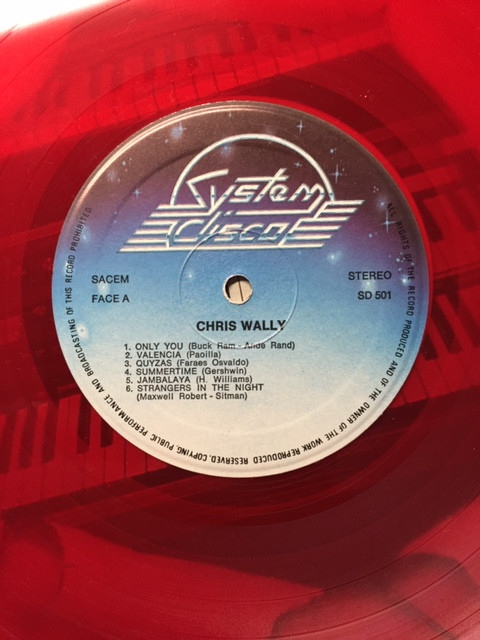 System
Disco
SACEM
STEREO
FACE A
SD 501
CHRIS WALLY
1. ONLY YOU (Buck Ram - Ande Rand)
2. VALENCIA (Paoilla)
3. QUYZAS (Faraes Osvaldo)
4. SUMMERTIME (Gershwin)
5. JAMBALAYA (H. Williams)
6. STRANGERS IN THE NIGHT
(Maxwell Robert - Sitman)
ALL RIGHTS OF THE RECORD PRODUCED AND OF THE OWNER OF THE WORK REPRODUCED RESERVED. COPYING PUBLIC PERFORMANCE AND BROADCASTING OF THIS RECORD PROHIBITED